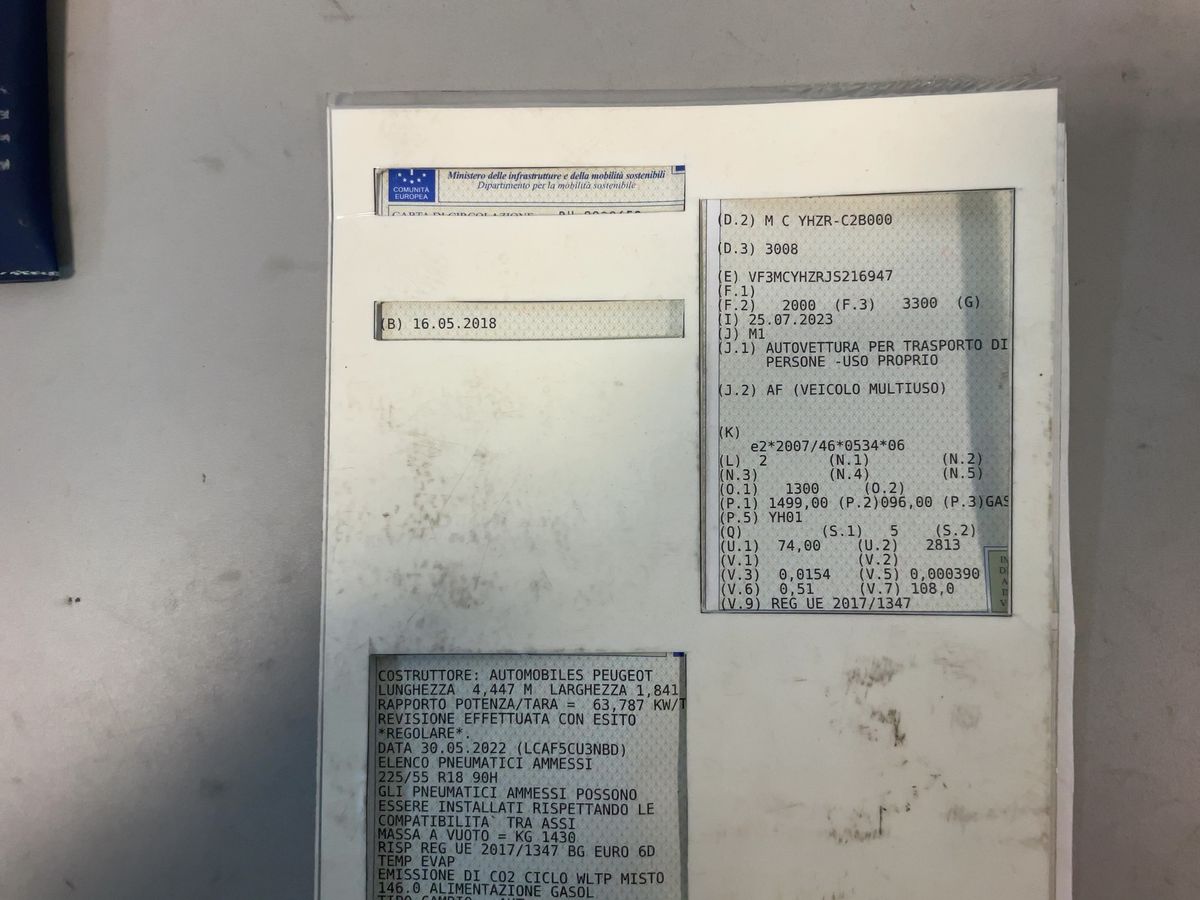 COMUNITÀ
EUROPEA
Ministero delle infrastrutture e della mobilità sostenibili
Dipartimento per la mobilità sostenibile
CARTA DI CIRCOLAZIONE
(B) 16.05.2018
(D.2) M C YHZR-C2B000
(D.3) 3008
(E) VF3MCYHZRJS216947
(F.1)
(F.2) 2000 (F.3) 3300 (G)
(I) 25.07.2023
(J) M1
(J.1) AUTOVETTURA PER TRASPORTO DI
PERSONE -USO PROPRIO
(J.2) AF (VEICOLO MULTIUSO)
(K)
e2*2007/46*0534*06
(L) 2 (N.1) (N.2)
(N.3) (N.4) (N.5)
(O.1) 1300 (O.2)
(P.1) 1499,00 (P.2)096,00 (P.3)GAS
(P.5) YH01
(Q) (S.1) 5 (S.2)
(U.1) 74,00 (U.2) 2813
(V.1) (V.2)
(V.3) 0,0154 (V.5) 0,000390
(V.6) 0,51 (V.7) 108,0
(V.9) REG UE 2017/1347
COSTRUTTORE: AUTOMOBILES PEUGEOT
LUNGHEZZA 4,447 M LARGHEZZA 1,841
RAPPORTO POTENZA/TARA = 63,787 KW/T
REVISIONE EFFETTUATA CON ESITO
*REGOLARE*.
DATA 30.05.2022 (LCAF5CU3NBD)
ELENCO PNEUMATICI AMMESSI
225/55 R18 90H
GLI PNEUMATICI AMMESSI POSSONO
ESSERE INSTALLATI RISPETTANDO LE
COMPATIBILITA` TRA ASSI
MASSA A VUOTO = KG 1430
RISP REG UE 2017/1347 BG EURO 6D
TEMP EVAP
EMISSIONE DI CO2 CICLO WLTP MISTO
146.0 ALIMENTAZIONE GASOL